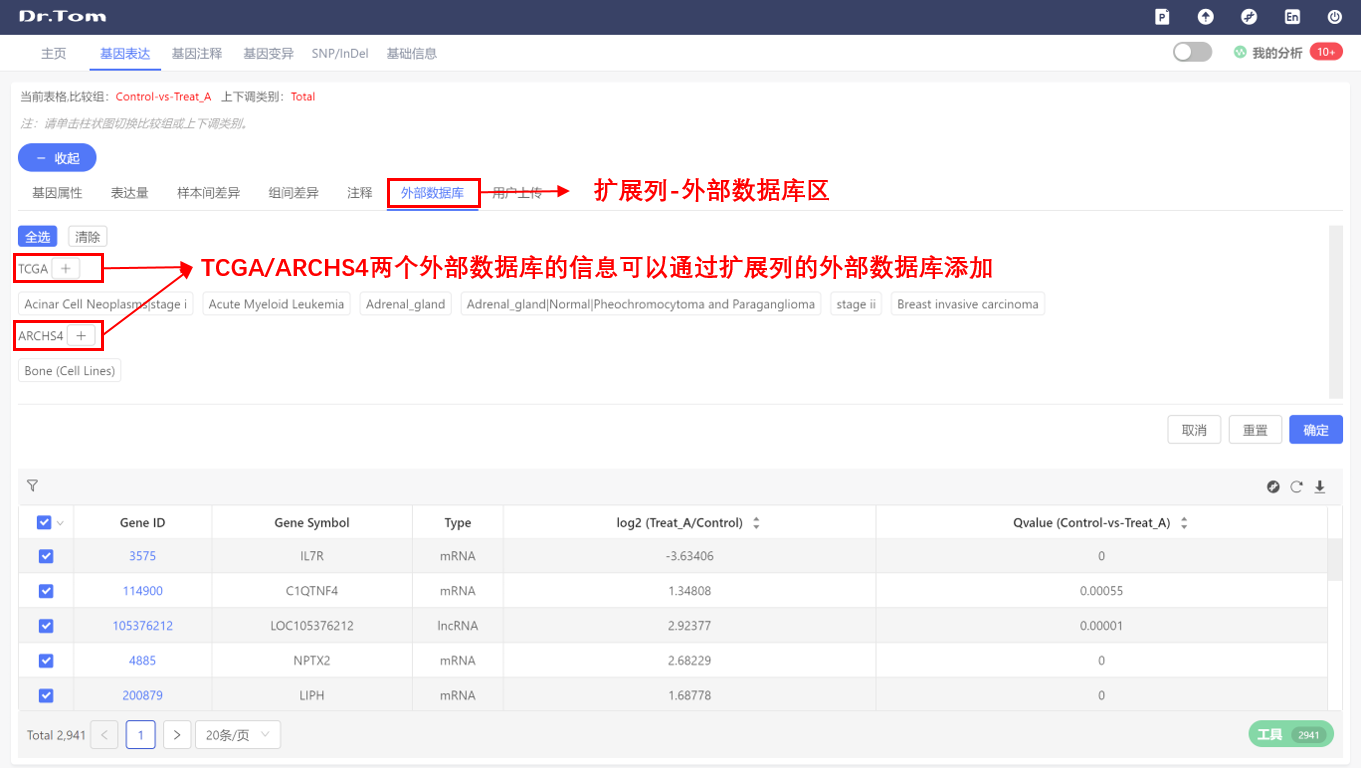 Dr.Tom
P En
主页 基因表达 基因注释 基因变异 SNP/InDel 基础信息 我的分析 10+
当前表格,比较组: Control-vs-Treat_A 上下调类别: Total
注: 请单击柱状图切换比较组或上下调类别。
— 收起
基因属性 表达量 样本间差异 组间差异 注释 外部数据库 用户上传 扩展列-外部数据库区
全选 清除
TCGA + TCGA/ARCHS4两个外部数据库的信息可以通过扩展列的外部数据库添加
Acinar Cell Neoplasms|stage i Acute Myeloid Leukemia Adrenal_gland Adrenal_gland|Normal|Pheochromocytoma and Paraganglioma stage ii Breast invasive carcinoma
ARCHS4 +
Bone (Cell Lines)
取消 重置 确定
Gene ID Gene Symbol Type log2 (Treat_A/Control) Qvalue (Control-vs-Treat_A)
3575 IL7R mRNA -3.63406 0
114900 C1QTNF4 mRNA 1.34808 0.00055
105376212 LOC105376212 lncRNA 2.92377 0.00001
4885 NPTX2 mRNA 2.68229 0
200879 LIPH mRNA 1.68778 0
Total 2,941 < 1 > 20条/页 工具 2941